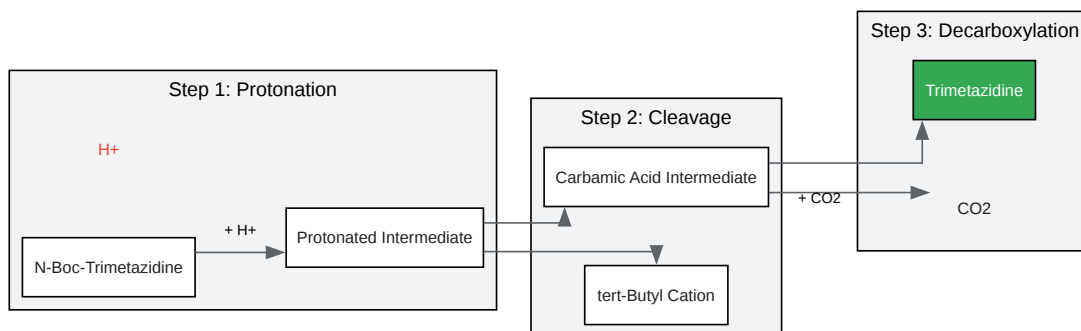 Step 1: Protonation
H+
N-Boc-Trimetazidine
+ H+
Protonated Intermediate
Step 2: Cleavage
Carbamic Acid Intermediate
tert-Butyl Cation
Step 3: Decarboxylation
Trimetazidine
+ CO2
CO2